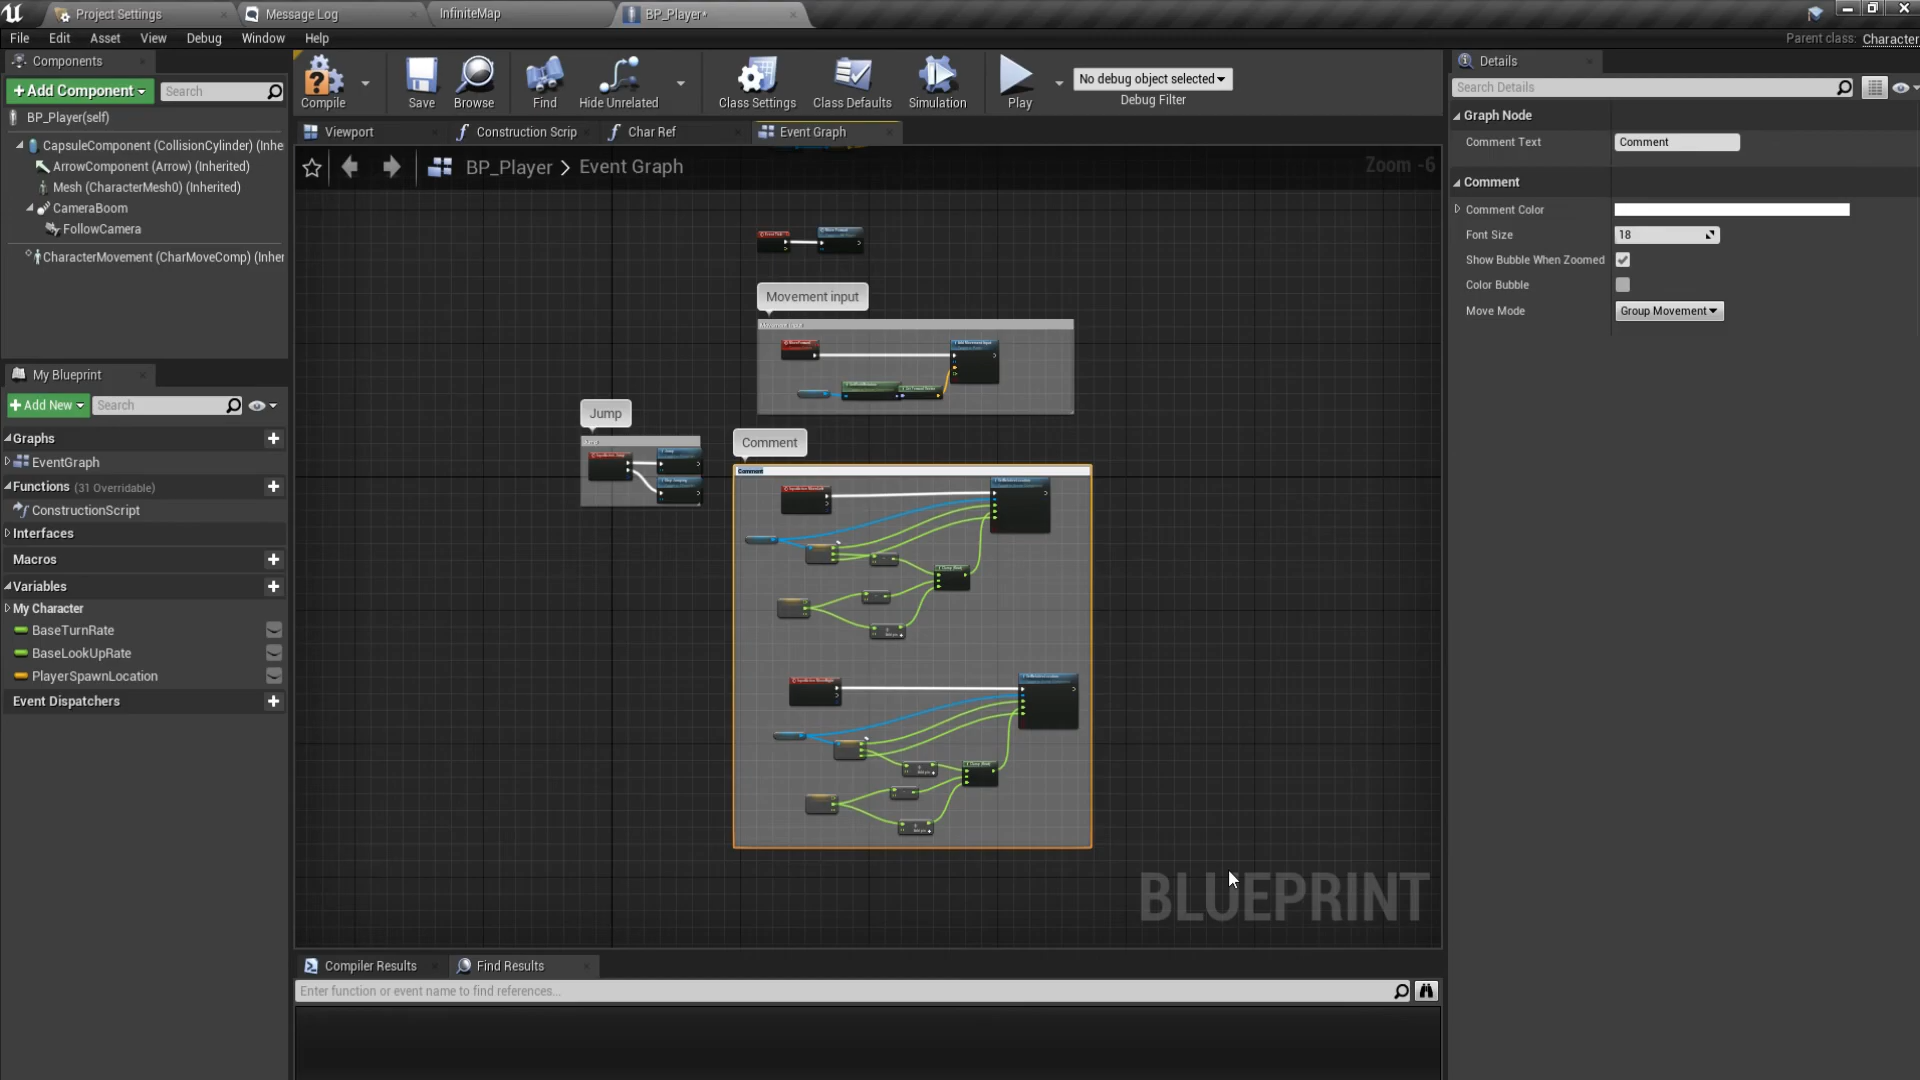 Project Settings
Message Log
InfiniteMap
BP_Player*
File Edit Asset View Debug Window Help
Parent class: Character
Components
+Add Component
Search
BP_Player(self)
CapsuleComponent (CollisionCylinder) (Inhe
ArrowComponent (Arrow) (Inherited)
Mesh (CharacterMesh0) (Inherited)
CameraBoom
FollowCamera
CharacterMovement (CharMoveComp) (Inher
My Blueprint
+Add New
Search
Graphs
EventGraph
Functions (31 Overridable)
ConstructionScript
Interfaces
Macros
Variables
My Character
BaseTurnRate
BaseLookUpRate
PlayerSpawnLocation
Event Dispatchers
Compile
Save
Browse
Find
Hide Unrelated
Class Settings
Class Defaults
Simulation
Play
No debug object selected
Debug Filter
Viewport
Construction Scrip
Char Ref
Event Graph
BP_Player > Event Graph
Zoom -6
Movement input
Movement input
Jump
Jump
Comment
Comment
BLUEPRINT
Compiler Results
Find Results
Enter function or event name to find references...
Details
Search Details
Graph Node
Comment Text
Comment
Comment
Comment Color
Font Size
18
Show Bubble When Zoomed
Color Bubble
Move Mode
Group Movement